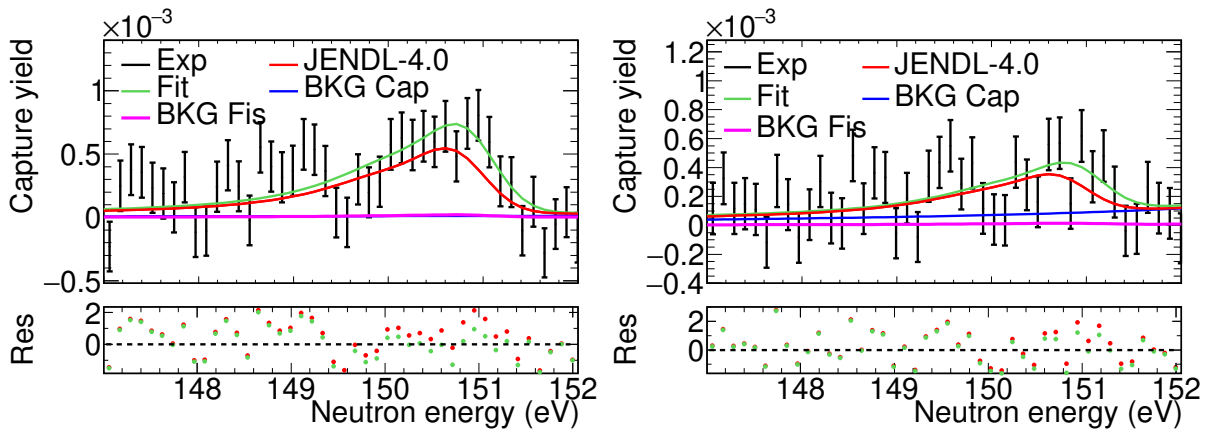 ×10⁻³
Capture yield
1
0.5
0
−0.5
Exp
JENDL-4.0
Fit
BKG Cap
BKG Fis
Res
2
0
148 149 150 151 152
Neutron energy (eV)
×10⁻³
Capture yield
1.2
1
0.8
0.6
0.4
0.2
0
−0.2
−0.4
Exp
JENDL-4.0
Fit
BKG Cap
BKG Fis
Res
2
0
148 149 150 151 152
Neutron energy (eV)